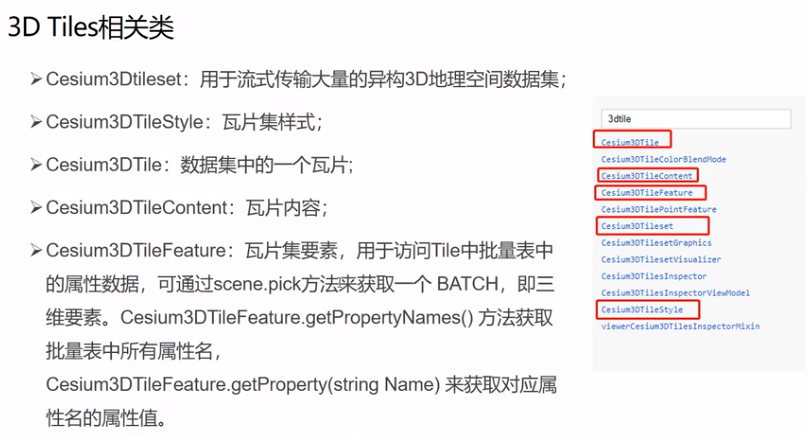 3D Tiles相关类
➢Cesium3Dtileset：用于流式传输大量的异构3D地理空间数据集；
➢Cesium3DTileStyle：瓦片集样式；
➢Cesium3DTile：数据集中的一个瓦片；
➢Cesium3DTileContent：瓦片内容；
➢Cesium3DTileFeature：瓦片集要素，用于访问Tile中批量表中
的属性数据，可通过scene.pick方法来获取一个 BATCH，即三
维要素。Cesium3DTileFeature.getPropertyNames() 方法获取
批量表中所有属性名，
Cesium3DTileFeature.getProperty(string Name) 来获取对应属
性名的属性值。
3dtile
Cesium3DTile
Cesium3DTileColorBlendMode
Cesium3DTileContent
Cesium3DTileFeature
Cesium3DTilePointFeature
Cesium3DTileset
Cesium3DTilesetGraphics
Cesium3DTilesetVisualizer
Cesium3DTilesInspector
Cesium3DTilesInspectorViewModel
Cesium3DTileStyle
viewerCesium3DTilesInspectorMixin